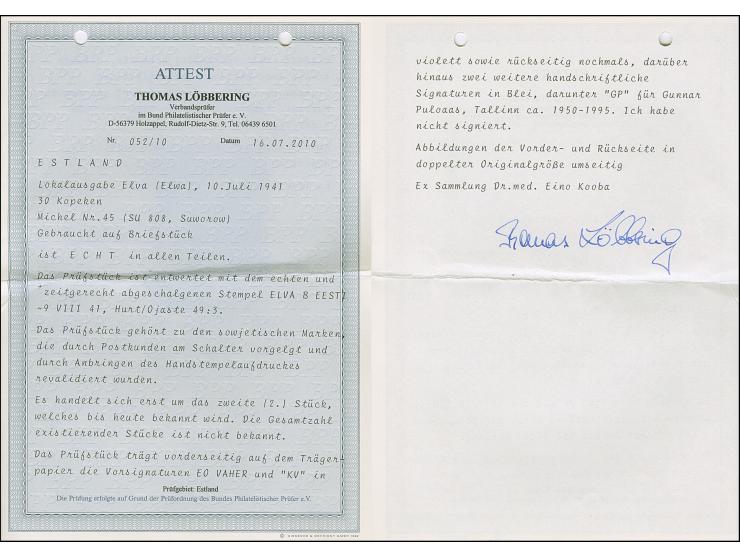 ATTEST
THOMAS LÖBBERING
Verbandsprüfer
im Bund Philatelistischer Prüfer e. V.
D-56379 Holzappel, Rudolf-Dietz-Str. 9, Tel. 06439 6501
Nr. 052/10 Datum 16.07.2010
ESTLAND
Lokalausgabe Elva (Elwa), 10.Juli 1941
30 Kopeken
Michel Nr.45 (SU 808, Suworow)
Gebraucht auf Briefstück
ist ECHT in allen Teilen.
Das Prüfstück ist entwertet mit dem echten und
zeitgerecht abgeschalgenen Stempel ELVA B EESTI
-9 VIII 41, Hurt/Ojaste 49:3.
Das Prüfstück gehört zu den sowjetischen Marken,
die durch Postkunden am Schalter vorgelgt und
durch Anbringen des Handstempelaufdruckes
revalidiert wurden.
Es handelt sich erst um das zweite (2.) Stück,
welches bis heute bekannt wird. Die Gesamtzahl
existierender Stücke ist nicht bekannt.
Das Prüfstück trägt vorderseitig auf dem Träger-
papier die Vorsignaturen EO VAHER und "KV" in
Prüfgebiet: Estland
Die Prüfung erfolgte auf Grund der Prüfordnung des Bundes Philatelistischer Prüfer e.V.
violett sowie rückseitig nochmals, darüber
hinaus zwei weitere handschriftliche
Signaturen in Blei, darunter "GP" für Gunnar
Puloaas, Tallinn ca. 1950-1995. Ich habe
nicht signiert.
Abbildungen der Vorder- und Rückseite in
doppelter Originalgröße umseitig
Ex Sammlung Dr.med. Eino Kooba
Thomas Löbbering